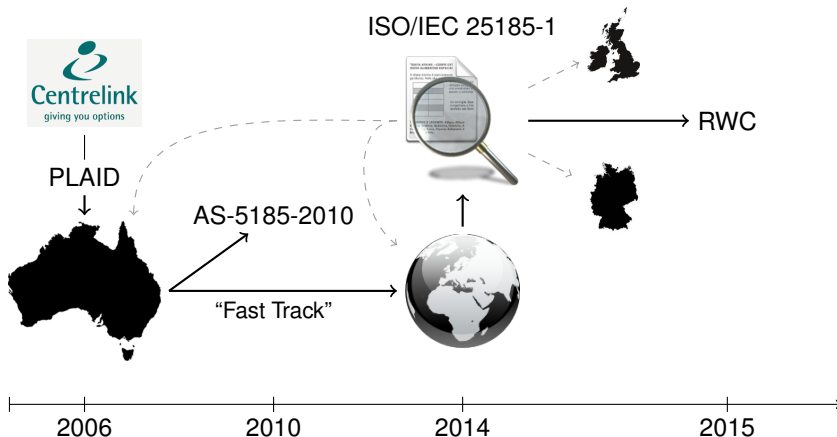 ISO/IEC 25185-1
Centrelink
giving you options
PLAID
RWC
AS-5185-2010
“Fast Track”
2006
2010
2014
2015